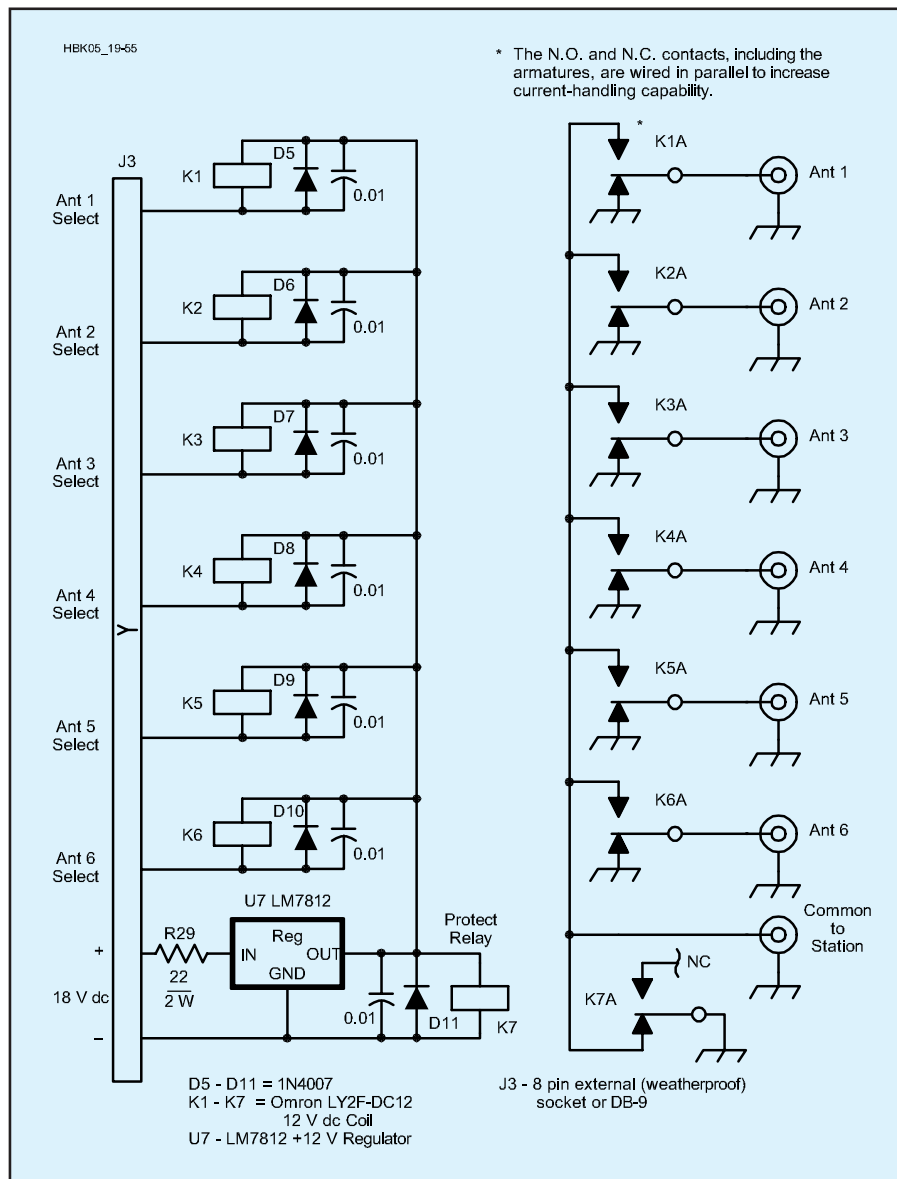 HBK05_19-55
* The N.O. and N.C. contacts, including the
armatures, are wired in parallel to increase
current-handling capability.
J3
Ant 1
Select
K1
D5
0.01
Ant 2
Select
K2
D6
0.01
Ant 3
Select
K3
D7
0.01
Ant 4
Select
K4
D8
0.01
Y
Ant 5
Select
K5
D9
0.01
Ant 6
Select
K6
D10
0.01
U7 LM7812
R29
22
2 W
+
18 V dc
–
Reg
IN
OUT
GND
0.01
D11
Protect
Relay
K7
*
K1A
Ant 1
K2A
Ant 2
K3A
Ant 3
K4A
Ant 4
K5A
Ant 5
K6A
Ant 6
Common
to
Station
NC
K7A
D5 - D11 = 1N4007
K1 - K7 = Omron LY2F-DC12
12 V dc Coil
U7 - LM7812 +12 V Regulator
J3 - 8 pin external (weatherproof)
socket or DB-9